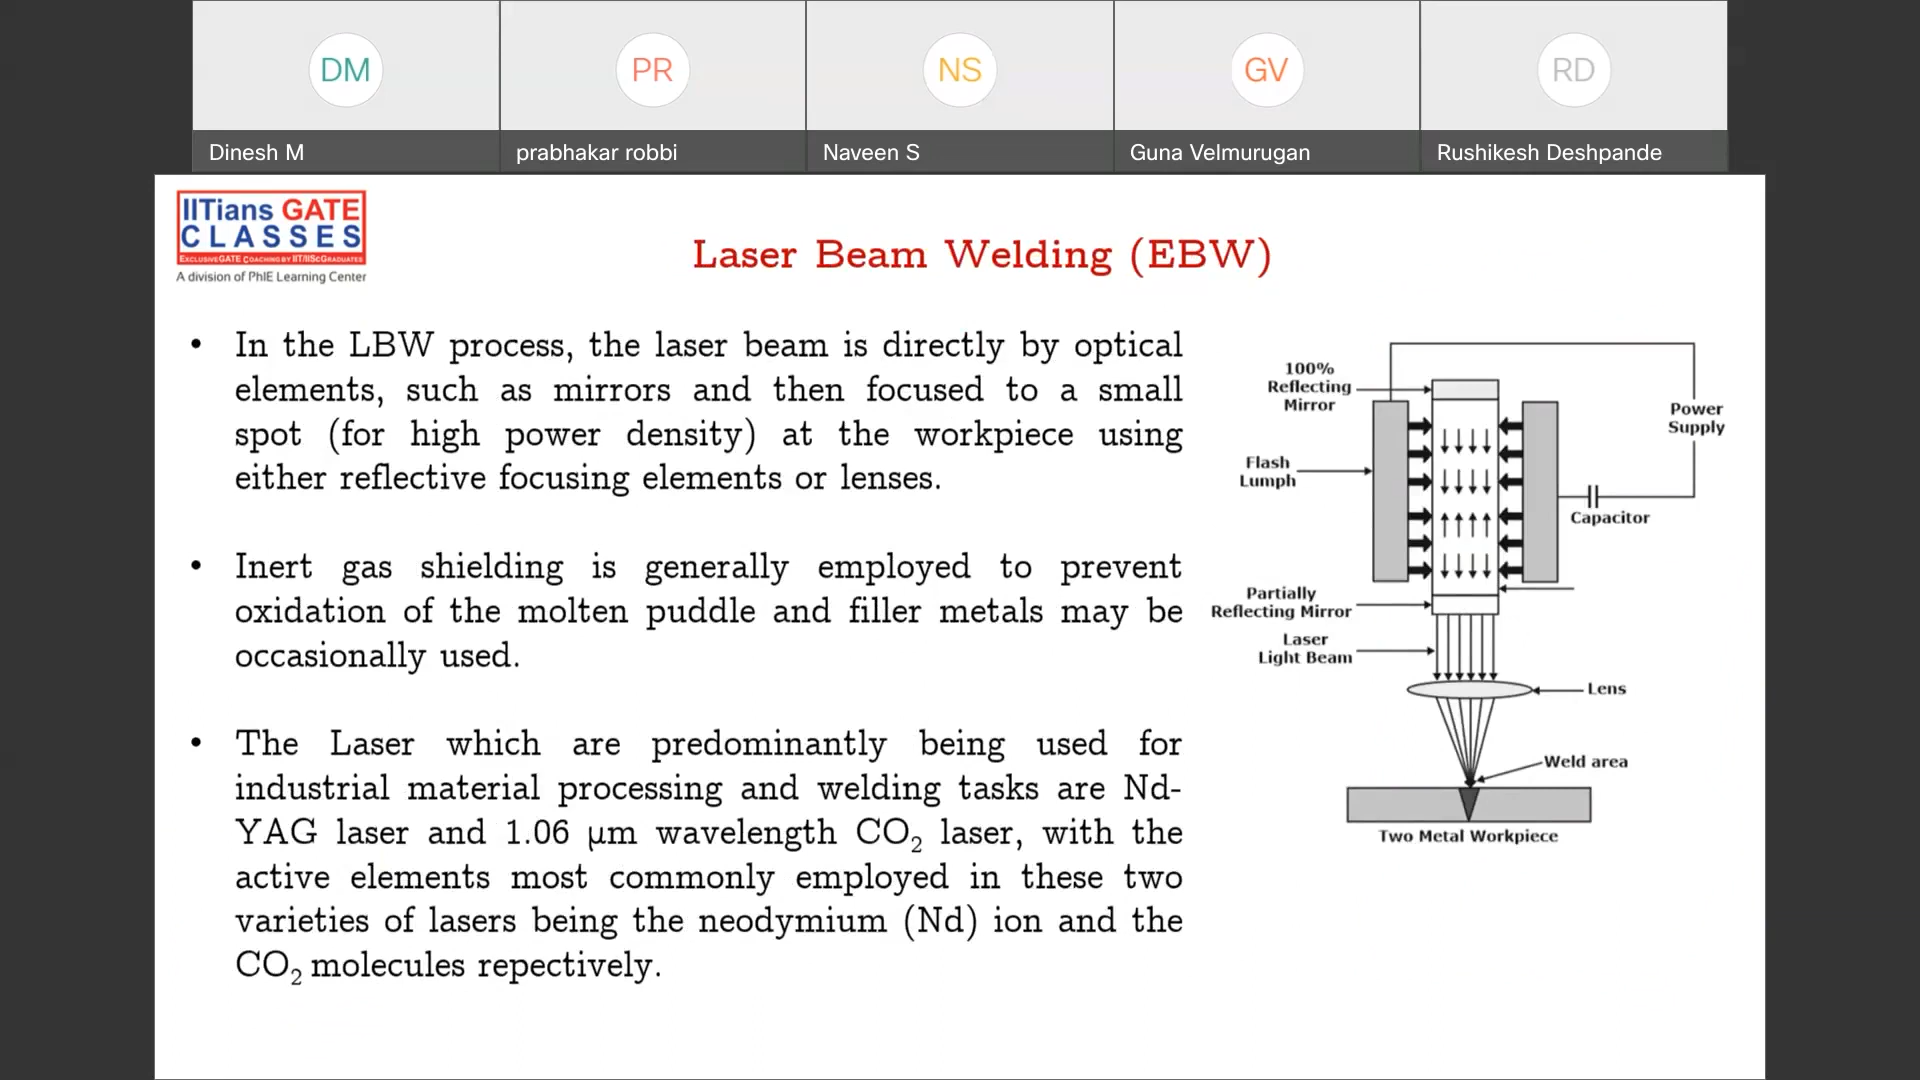 DM
PR
NS
GV
RD
Dinesh M
prabhakar robbi
Naveen S
Guna Velmurugan
Rushikesh Deshpande
IITians GATE
CLASSES
EXCLUSIVE GATE COACHING BY IIT/IISc GRADUATES
A division of PhIE Learning Center
Laser Beam Welding (EBW)
• In the LBW process, the laser beam is directly by optical
elements, such as mirrors and then focused to a small
spot (for high power density) at the workpiece using
either reflective focusing elements or lenses.
• Inert gas shielding is generally employed to prevent
oxidation of the molten puddle and filler metals may be
occasionally used.
• The Laser which are predominantly being used for
industrial material processing and welding tasks are Nd-
YAG laser and 1.06 μm wavelength CO₂ laser, with the
active elements most commonly employed in these two
varieties of lasers being the neodymium (Nd) ion and the
CO₂ molecules repectively.
100%
Reflecting
Mirror
Power
Supply
Flash
Lumph
Capacitor
Partially
Reflecting Mirror
Laser
Light Beam
Lens
Weld area
Two Metal Workpiece